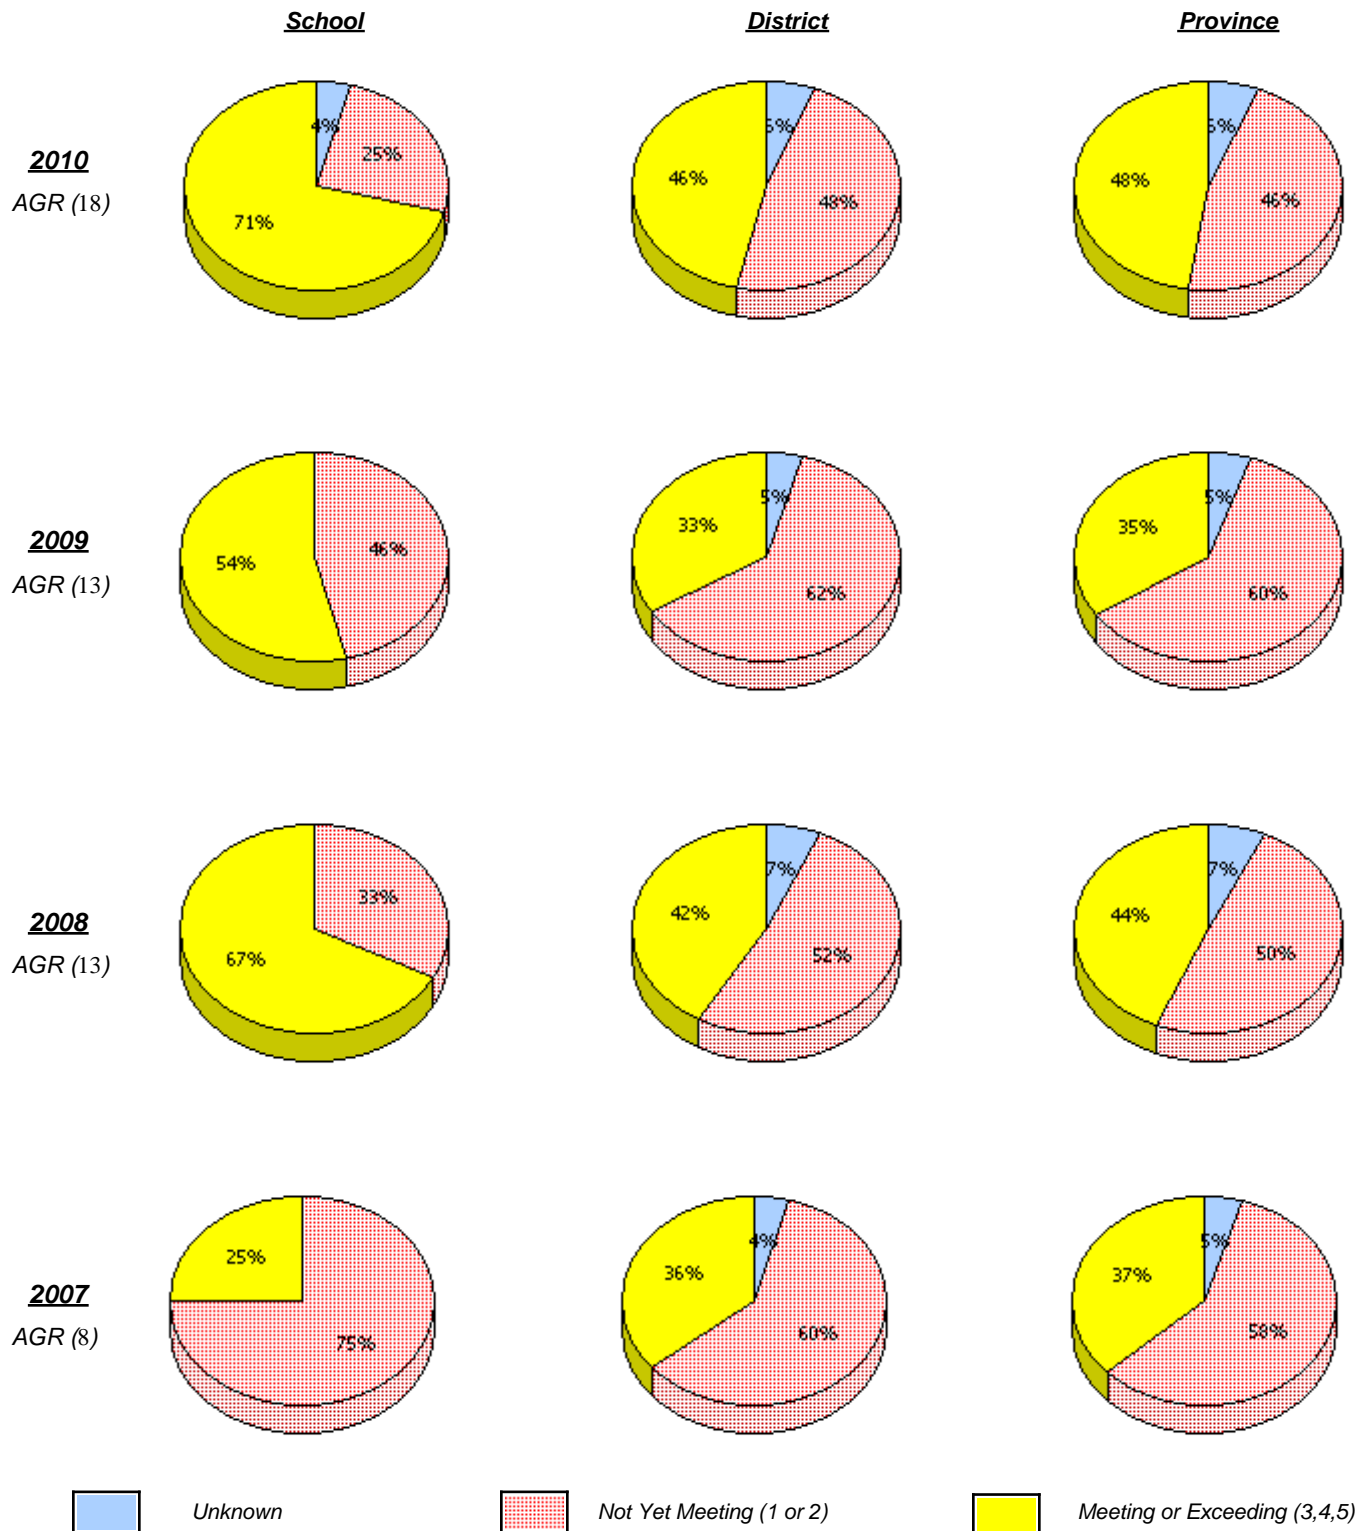 School District Province
2010
AGR (18)
4% 25% 71%
6% 48% 46%
6% 46% 48%
2009
AGR (13)
46% 54%
5% 62% 33%
5% 60% 35%
2008
AGR (13)
33% 67%
7% 52% 42%
7% 50% 44%
2007
AGR (8)
25% 75%
4% 60% 36%
5% 58% 37%
Unknown
Not Yet Meeting (1 or 2)
Meeting or Exceeding (3,4,5)